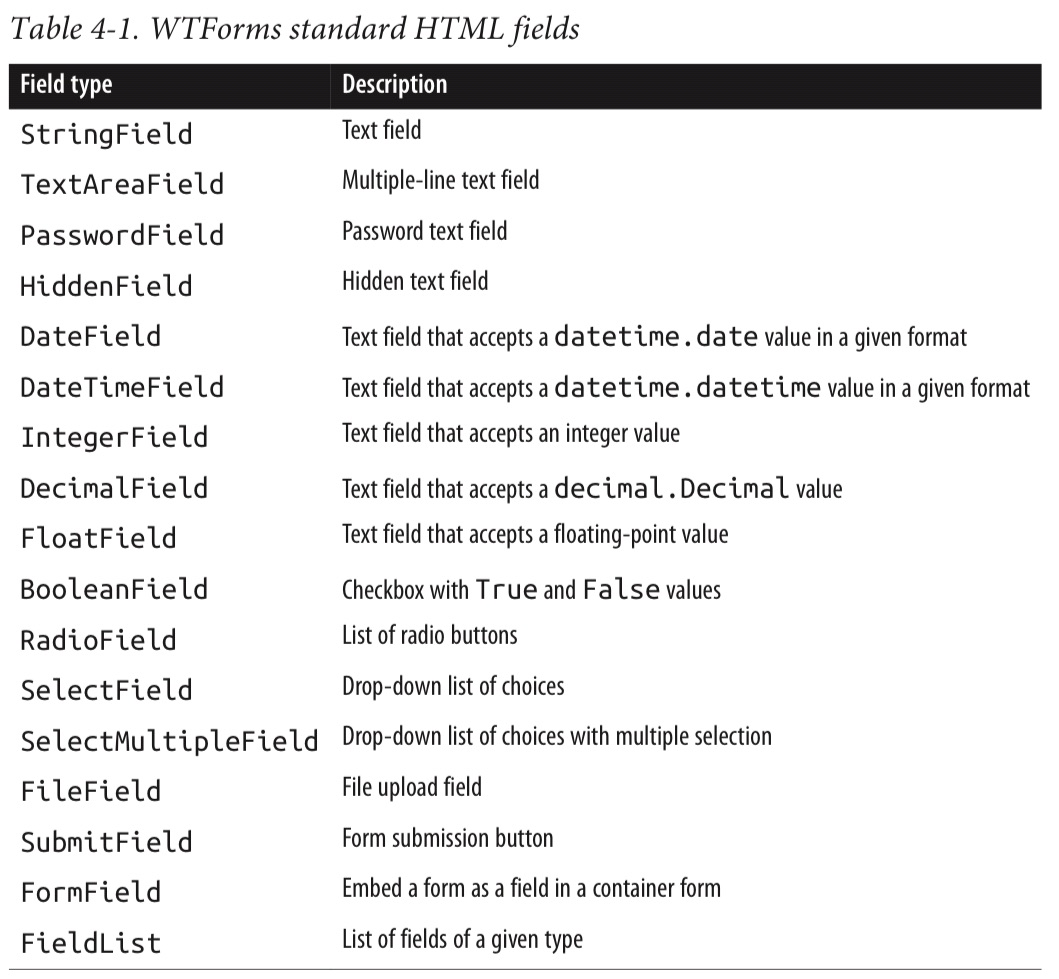 Table 4-1. WTForms standard HTML fields
Field type Description
StringField Text field
TextAreaField Multiple-line text field
PasswordField Password text field
HiddenField Hidden text field
DateField Text field that accepts a datetime.date value in a given format
DateTimeField Text field that accepts a datetime.datetime value in a given format
IntegerField Text field that accepts an integer value
DecimalField Text field that accepts a decimal.Decimal value
FloatField Text field that accepts a floating-point value
BooleanField Checkbox with True and False values
RadioField List of radio buttons
SelectField Drop-down list of choices
SelectMultipleField Drop-down list of choices with multiple selection
FileField File upload field
SubmitField Form submission button
FormField Embed a form as a field in a container form
FieldList List of fields of a given type